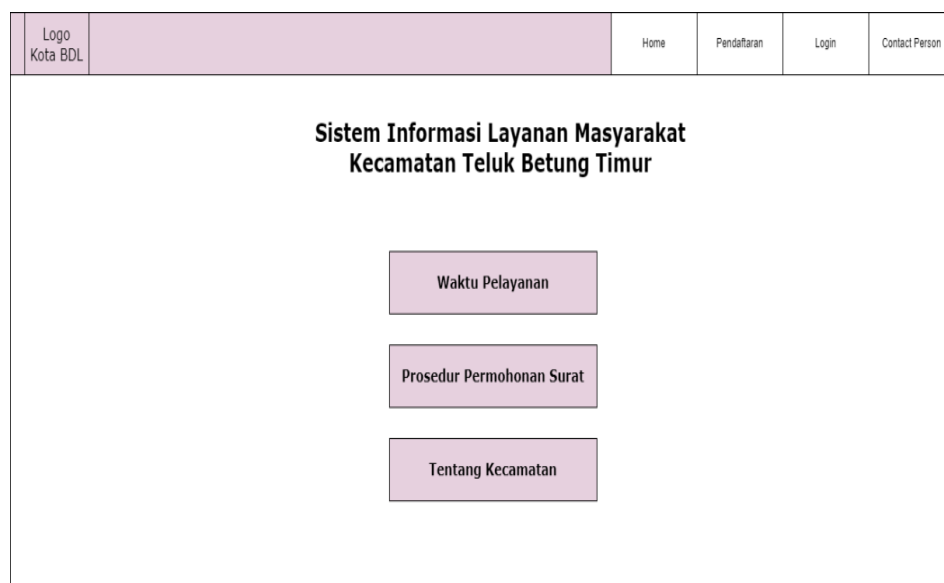 Logo
Kota BDL
Home
Pendaftaran
Login
Contact Person
Sistem Informasi Layanan Masyarakat
Kecamatan Teluk Betung Timur
Waktu Pelayanan
Prosedur Permohonan Surat
Tentang Kecamatan